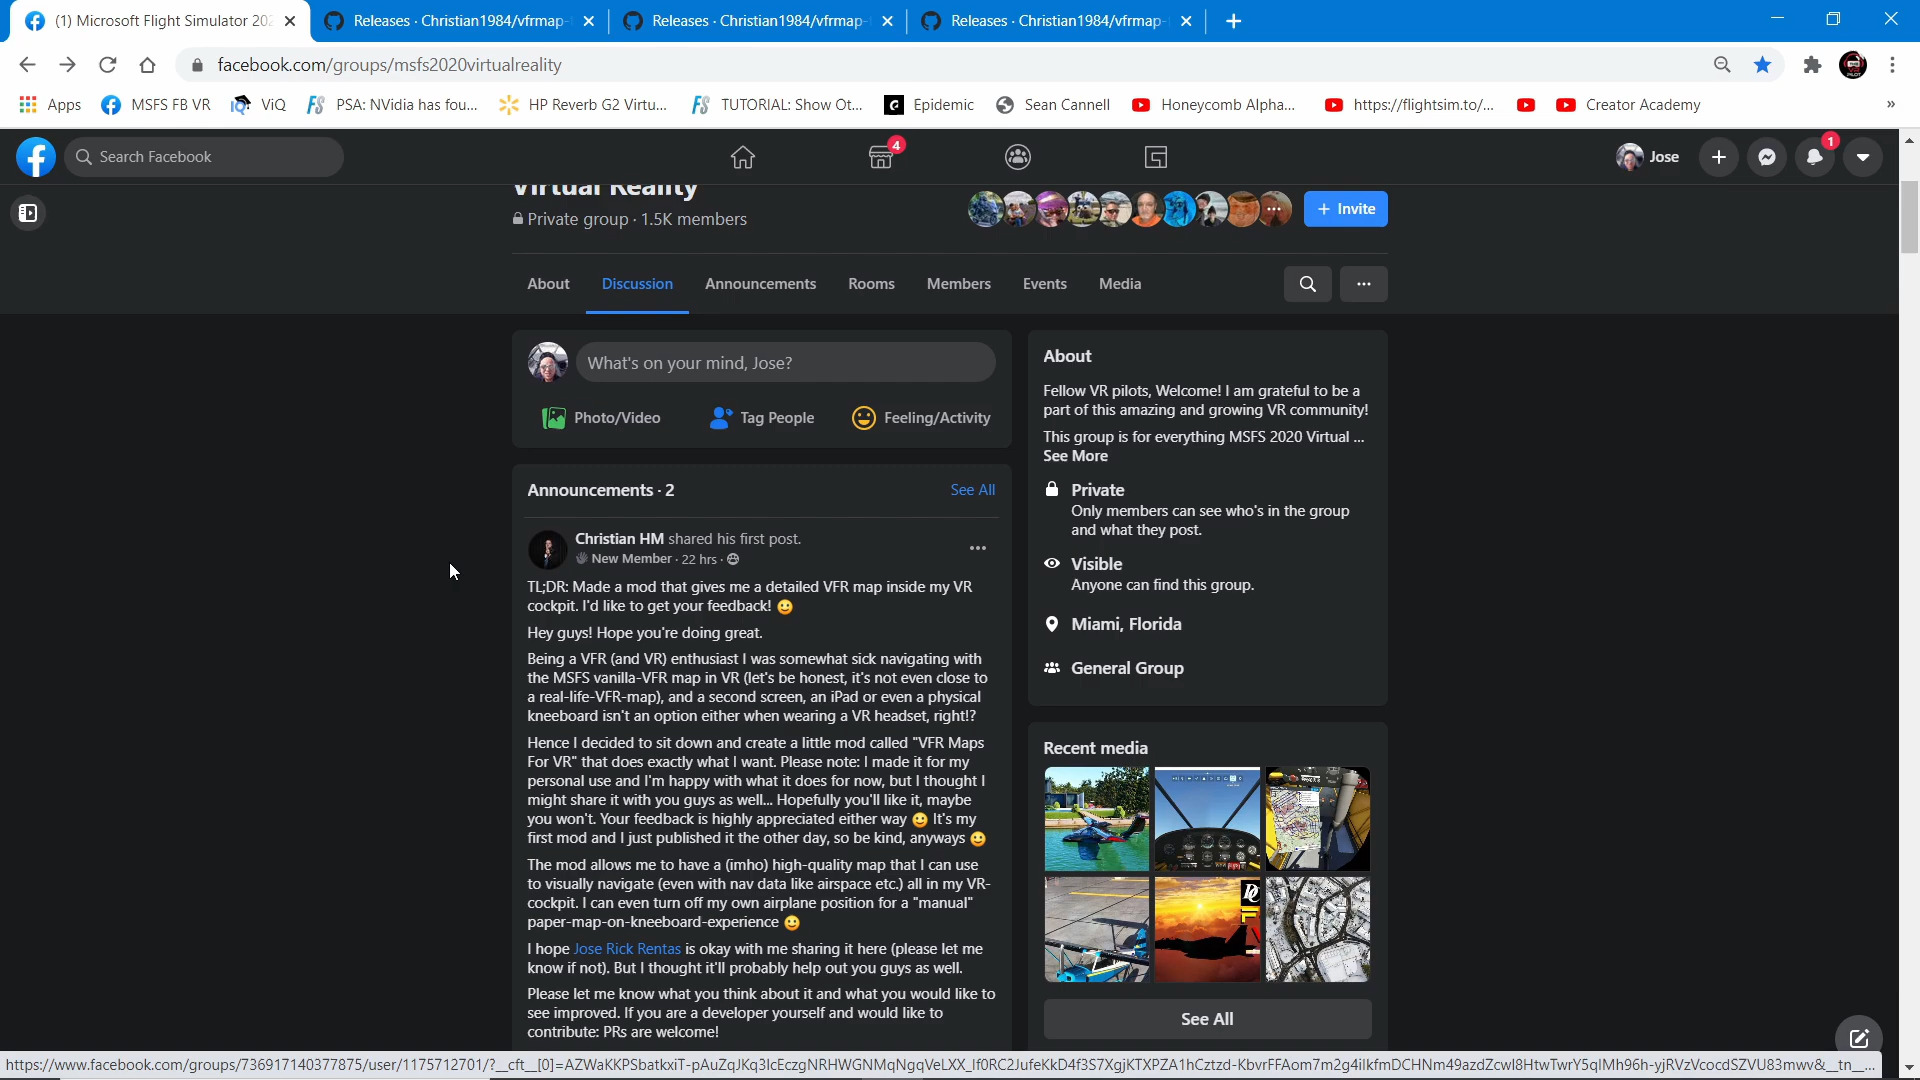 (1) Microsoft Flight Simulator 202
Releases · Christian1984/vfrmap-
Releases · Christian1984/vfrmap-
Releases · Christian1984/vfrmap-
facebook.com/groups/msfs2020virtualreality
Apps
MSFS FB VR
ViQ
PSA: NVidia has fou...
HP Reverb G2 Virtu...
TUTORIAL: Show Ot...
Epidemic
Sean Cannell
Honeycomb Alpha...
https://flightsim.to/...
Creator Academy
»
Search Facebook
4
Jose
1
Virtual Reality
Private group · 1.5K members
+ Invite
About
Discussion
Announcements
Rooms
Members
Events
Media
What's on your mind, Jose?
Photo/Video
Tag People
Feeling/Activity
Announcements · 2
See All
Christian HM shared his first post.
New Member · 22 hrs ·
TL;DR: Made a mod that gives me a detailed VFR map inside my VR
cockpit. I'd like to get your feedback!
Hey guys! Hope you're doing great.
Being a VFR (and VR) enthusiast I was somewhat sick navigating with
the MSFS vanilla-VFR map in VR (let's be honest, it's not even close to
a real-life-VFR-map), and a second screen, an iPad or even a physical
kneeboard isn't an option either when wearing a VR headset, right!?
Hence I decided to sit down and create a little mod called "VFR Maps
For VR" that does exactly what I want. Please note: I made it for my
personal use and I'm happy with what it does for now, but I thought I
might share it with you guys as well... Hopefully you'll like it, maybe
you won't. Your feedback is highly appreciated either way It's my
first mod and I just published it the other day, so be kind, anyways
The mod allows me to have a (imho) high-quality map that I can use
to visually navigate (even with nav data like airspace etc.) all in my VR-
cockpit. I can even turn off my own airplane position for a "manual"
paper-map-on-kneeboard-experience
I hope Jose Rick Rentas is okay with me sharing it here (please let me
know if not). But I thought it'll probably help out you guys as well.
Please let me know what you think about it and what you would like to
see improved. If you are a developer yourself and would like to
contribute: PRs are welcome!
About
Fellow VR pilots, Welcome! I am grateful to be a
part of this amazing and growing VR community!
This group is for everything MSFS 2020 Virtual ...
See More
Private
Only members can see who's in the group
and what they post.
Visible
Anyone can find this group.
Miami, Florida
General Group
Recent media
See All